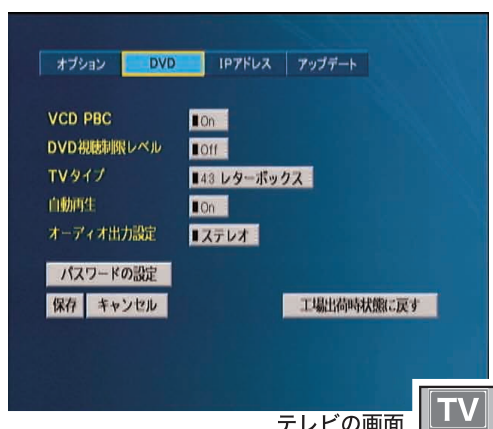 オプション DVD IPアドレス アップデート
VCD PBC On
DVD視聴制限レベル Off
TVタイプ 4:3 レターボックス
自動再生 On
オーディオ出力設定 ステレオ
パスワードの設定
保存 キャンセル 工場出荷時状態に戻す
テレビの画面 TV